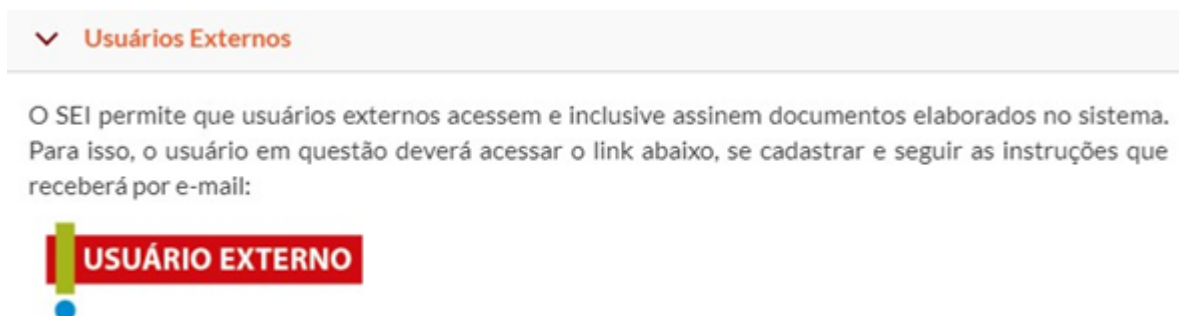 Usuários Externos
O SEI permite que usuários externos acessem e inclusive assinem documentos elaborados no sistema.
Para isso, o usuário em questão deverá acessar o link abaixo, se cadastrar e seguir as instruções que
receberá por e-mail:
USUÁRIO EXTERNO